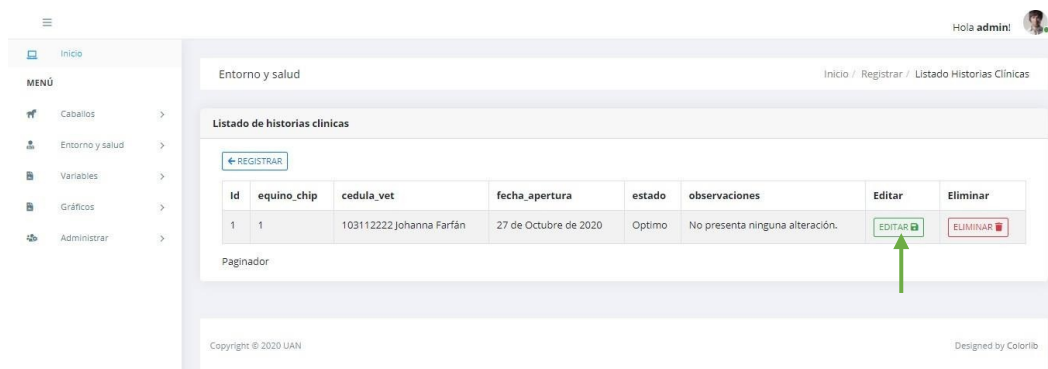 Hola admin!
Inicio
MENÚ
Caballos
Entorno y salud
Variables
Gráficos
Administrar
Entorno y salud
Inicio / Registrar / Listado Historias Clínicas
Listado de historias clinicas
REGISTRAR
Id equino_chip cedula_vet fecha_apertura estado observaciones Editar Eliminar
1 1 103112222 Johanna Farfán 27 de Octubre de 2020 Optimo No presenta ninguna alteración. EDITAR ELIMINAR
Paginador
Copyright © 2020 UAN
Designed by Colorlib